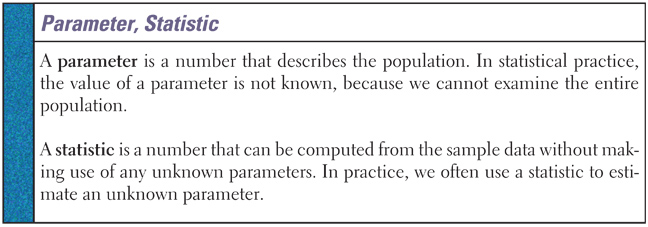 Parameter, Statistic
A parameter is a number that describes the population. In statistical practice,
the value of a parameter is not known, because we cannot examine the entire
population.
A statistic is a number that can be computed from the sample data without mak-
ing use of any unknown parameters. In practice, we often use a statistic to esti-
mate an unknown parameter.